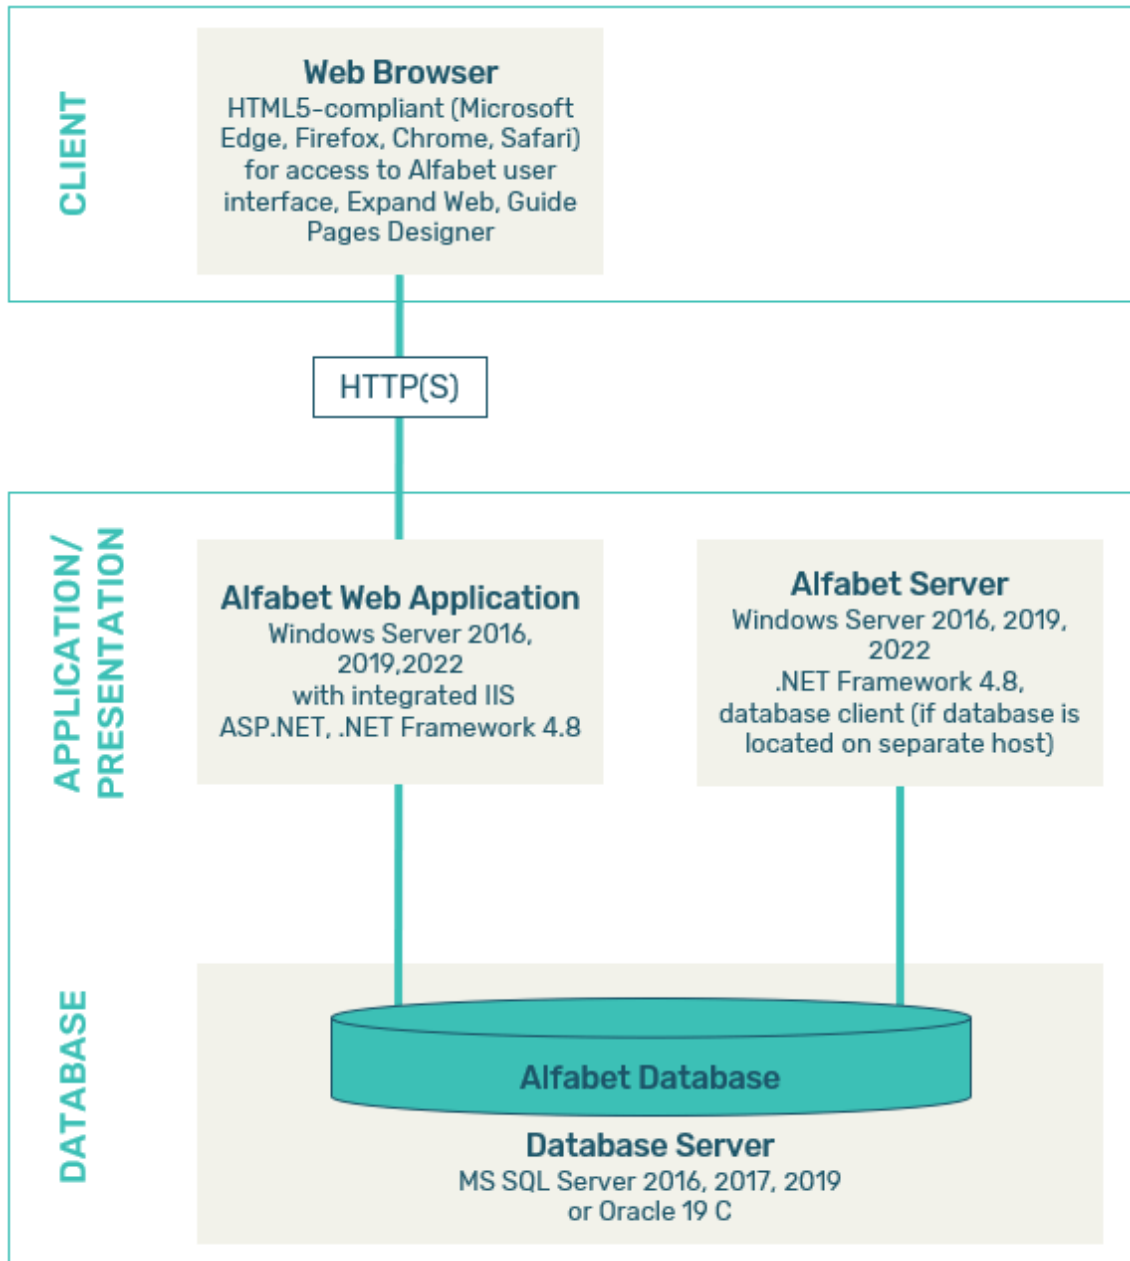 CLIENT
Web Browser
HTML5-compliant (Microsoft
Edge, Firefox, Chrome, Safari)
for access to Alfabet user
interface, Expand Web, Guide
Pages Designer
HTTP(S)
APPLICATION/
PRESENTATION
Alfabet Web Application
Windows Server 2016,
2019,2022
with integrated IIS
ASP.NET, .NET Framework 4.8
Alfabet Server
Windows Server 2016, 2019,
2022
.NET Framework 4.8,
database client (if database is
located on separate host)
DATABASE
Alfabet Database
Database Server
MS SQL Server 2016, 2017, 2019
or Oracle 19 C